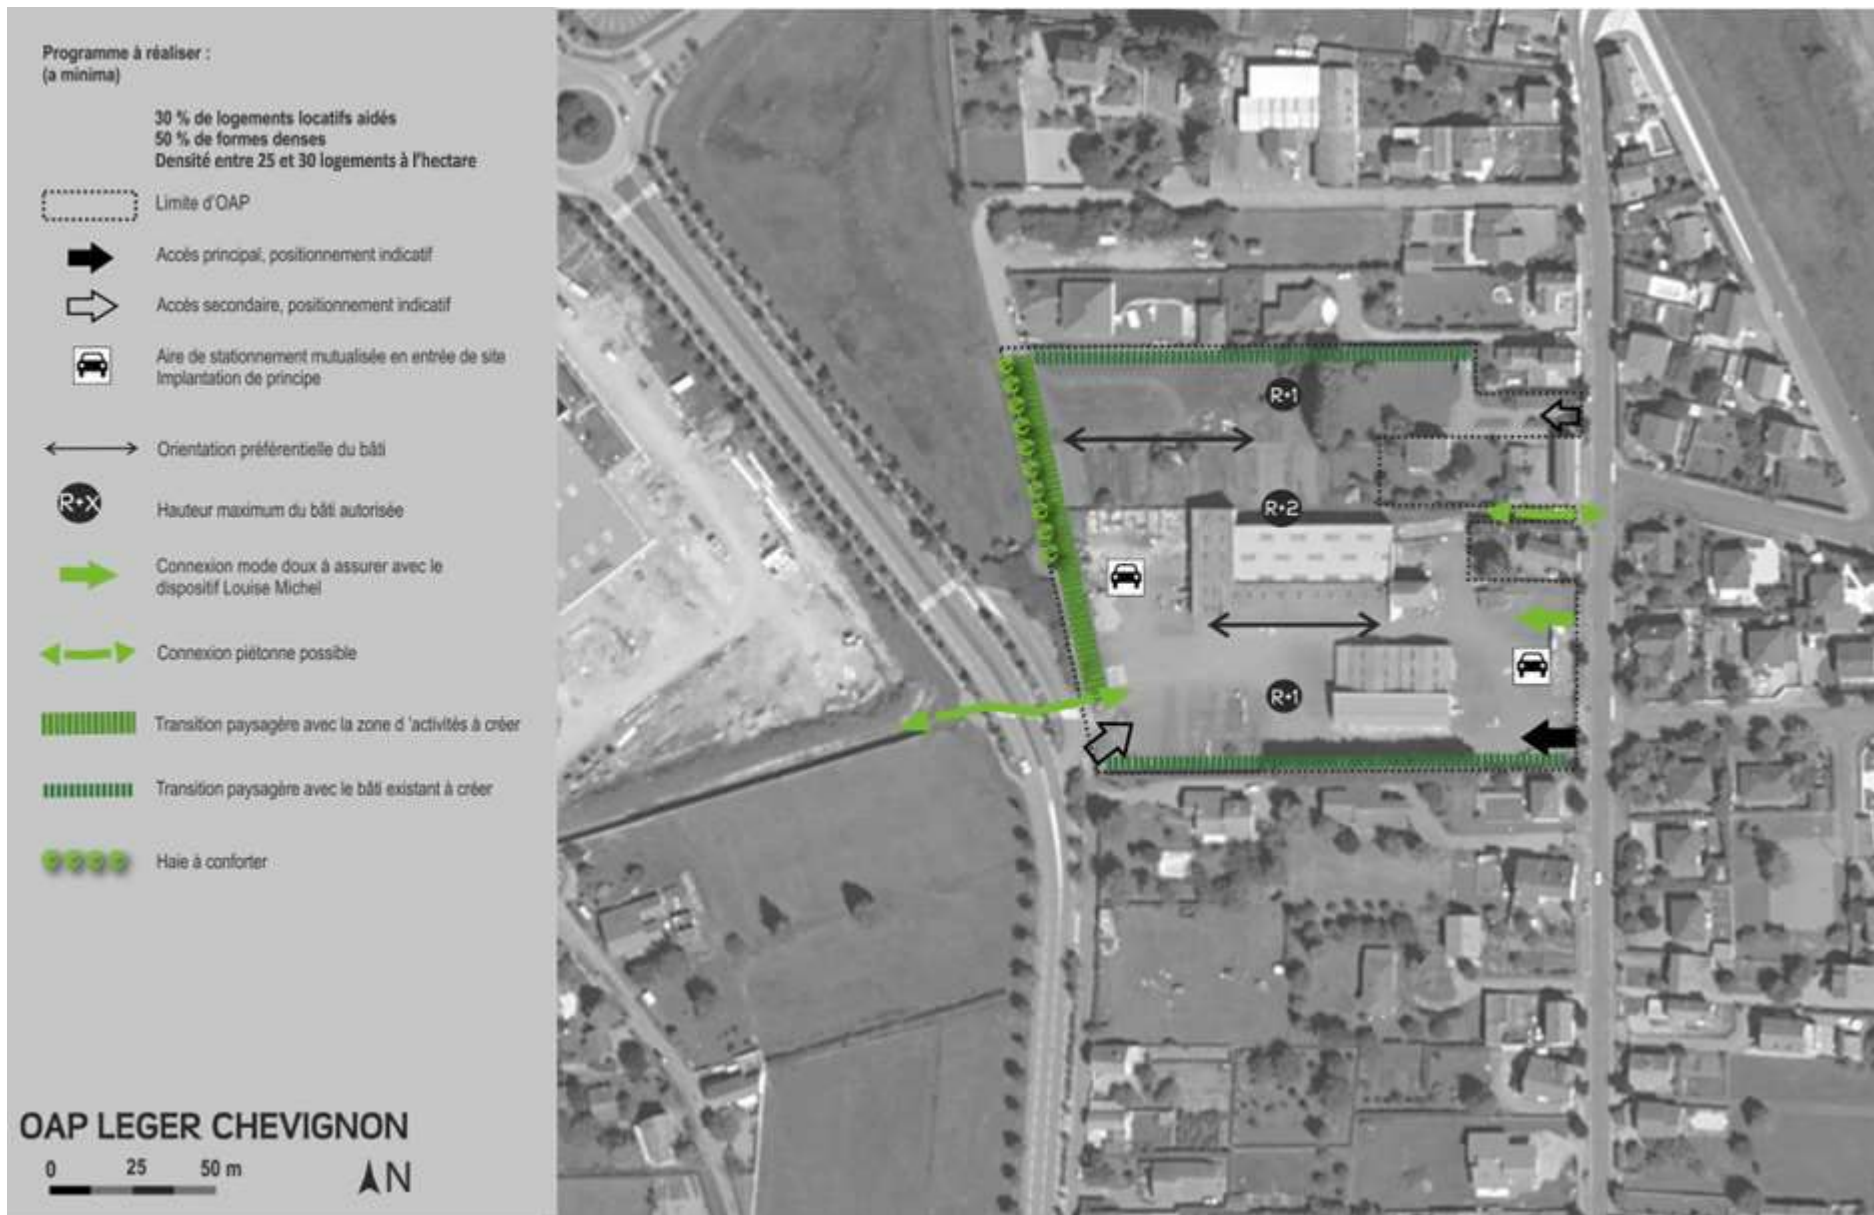 Programme à réaliser :
(a minima)
30 % de logements locatifs aidés
50 % de formes denses
Densité entre 25 et 30 logements à l'hectare
Limite d'OAP
Accès principal, positionnement indicatif
Accès secondaire, positionnement indicatif
Aire de stationnement mutualisée en entrée de site
Implantation de principe
Orientation préférentielle du bâti
R+X
Hauteur maximum du bâti autorisée
Connexion mode doux à assurer avec le
dispositif Louise Michel
Connexion piétonne possible
Transition paysagère avec la zone d 'activités à créer
Transition paysagère avec le bâti existant à créer
Haie à conforter
OAP LEGER CHEVIGNON
0 25 50 m
N
R+1
R+2
R+1